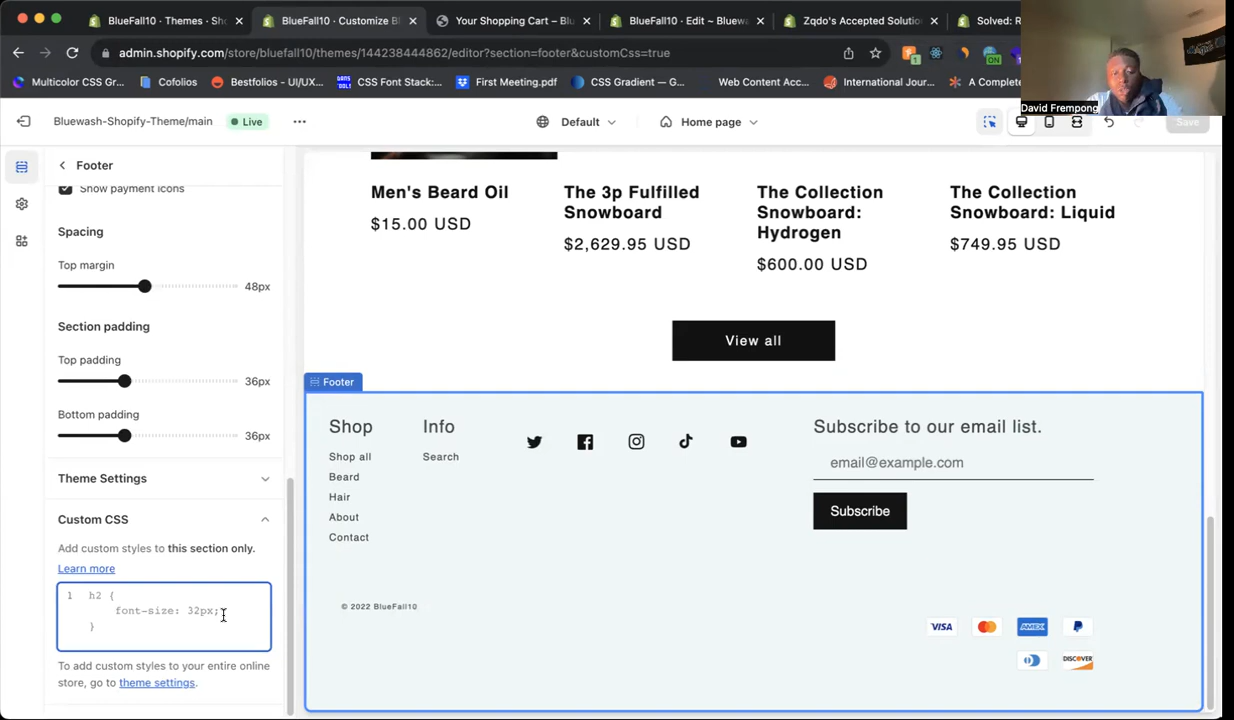 BlueFall10 · Themes · Sh
BlueFall10 · Customize Bl
Your Shopping Cart – Blu
BlueFall10 · Edit ~ Bluew
Zqdo's Accepted Solutio
Solved: R
admin.shopify.com/store/bluefall10/themes/144238444862/editor?section=footer&customCss=true
Multicolor CSS Gr...
Cofolios
Bestfolios - UI/UX...
CSS Font Stack:...
First Meeting.pdf
CSS Gradient — G...
Web Content Acc...
International Jour...
A Complete
David Frempong
Bluewash-Shopify-Theme/main
Live
Default
Home page
Save
Footer
Show payment icons
Spacing
Top margin
48px
Section padding
Top padding
36px
Bottom padding
36px
Theme Settings
Custom CSS
Add custom styles to this section only.
Learn more
1 h2 {
font-size: 32px;
}
To add custom styles to your entire online
store, go to theme settings.
Men's Beard Oil
$15.00 USD
The 3p Fulfilled
Snowboard
$2,629.95 USD
The Collection
Snowboard:
Hydrogen
$600.00 USD
The Collection
Snowboard: Liquid
$749.95 USD
View all
Footer
Shop
Shop all
Beard
Hair
About
Contact
Info
Search
Subscribe to our email list.
email@example.com
Subscribe
© 2022 BlueFall10
VISA
AMEX
DISCOVER